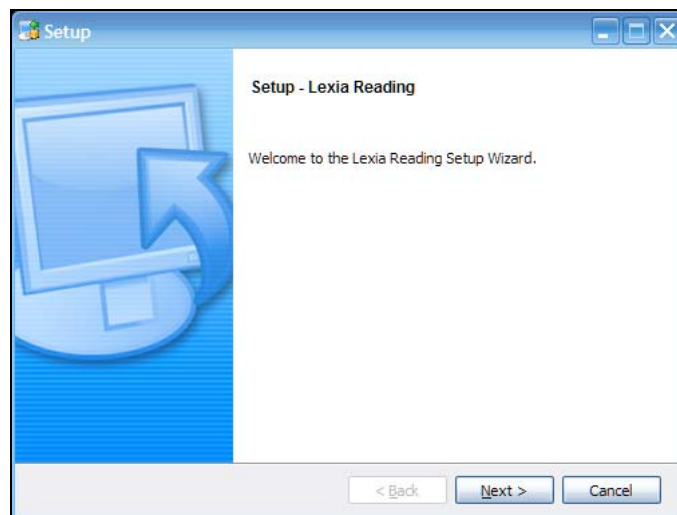 Setup
Setup - Lexia Reading
Welcome to the Lexia Reading Setup Wizard.
< Back Next > Cancel